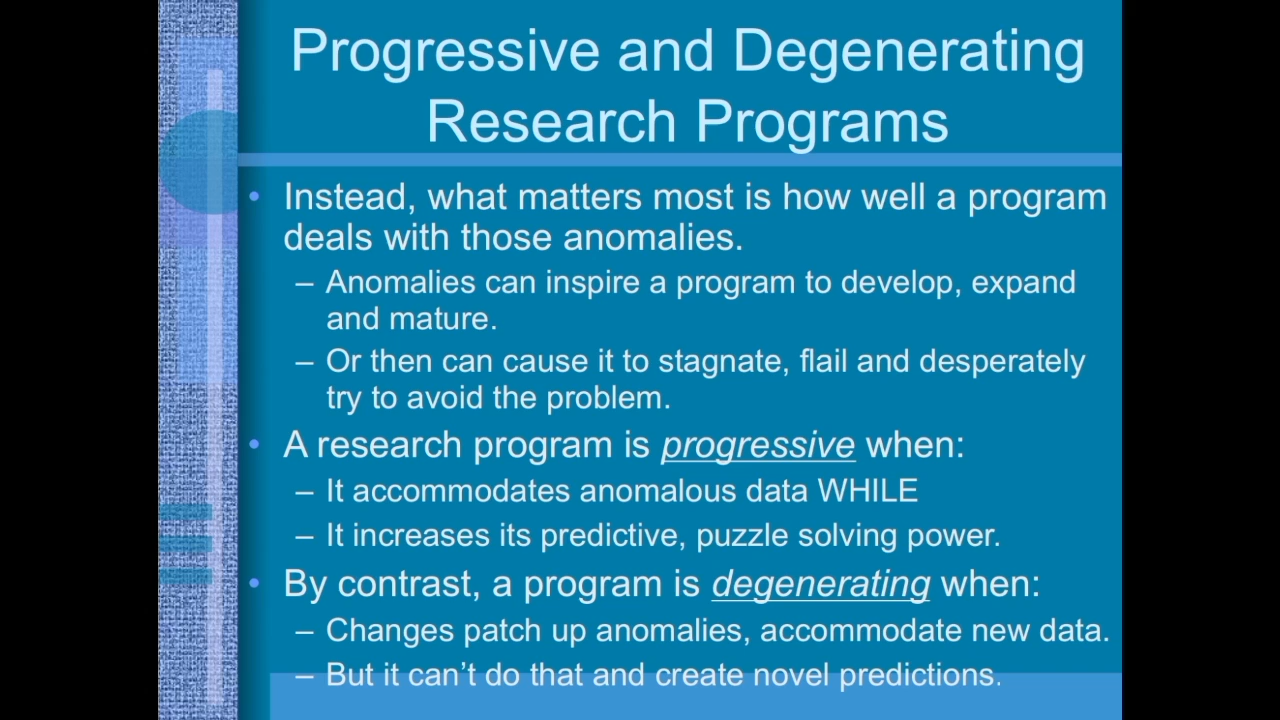 Progressive and Degenerating
Research Programs
• Instead, what matters most is how well a program
deals with those anomalies.
– Anomalies can inspire a program to develop, expand
and mature.
– Or then can cause it to stagnate, flail and desperately
try to avoid the problem.
• A research program is progressive when:
– It accommodates anomalous data WHILE
– It increases its predictive, puzzle solving power.
• By contrast, a program is degenerating when:
– Changes patch up anomalies, accommodate new data.
– But it can’t do that and create novel predictions.